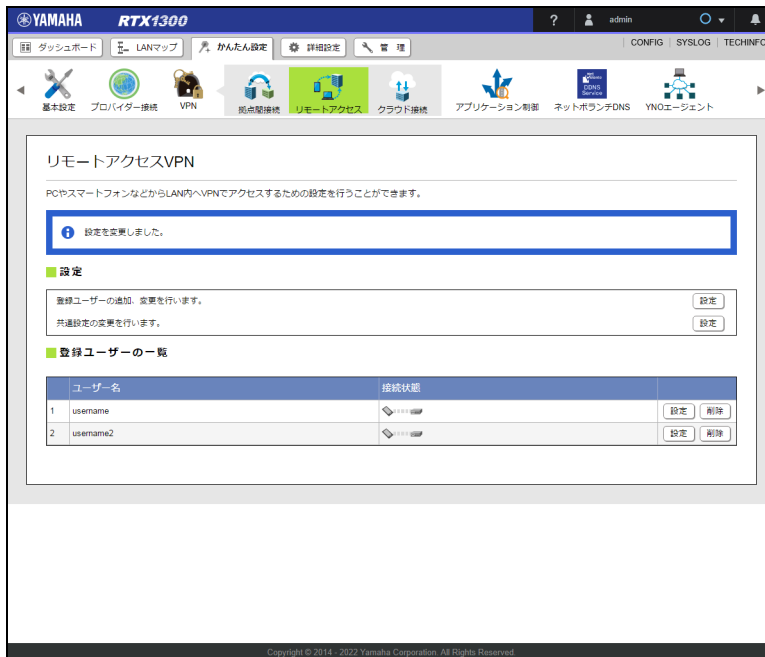 YAMAHA RTX1300 ? admin
ダッシュボード LANマップ かんたん設定 詳細設定 管 理 CONFIG SYSLOG TECHINFO
基本設定 プロバイダー接続 VPN 拠点間接続 リモートアクセス クラウド接続 アプリケーション制御 ネットボランチDNS YNOエージェント
DDNS
Service
リモートアクセスVPN
PCやスマートフォンなどからLAN内へVPNでアクセスするための設定を行うことができます。
設定を変更しました。
設定
登録ユーザーの追加、変更を行います。 設定
共通設定の変更を行います。 設定
登録ユーザーの一覧
ユーザー名 接続状態
1 username 設定 削除
2 username2 設定 削除
Copyright © 2014 - 2022 Yamaha Corporation. All Rights Reserved.